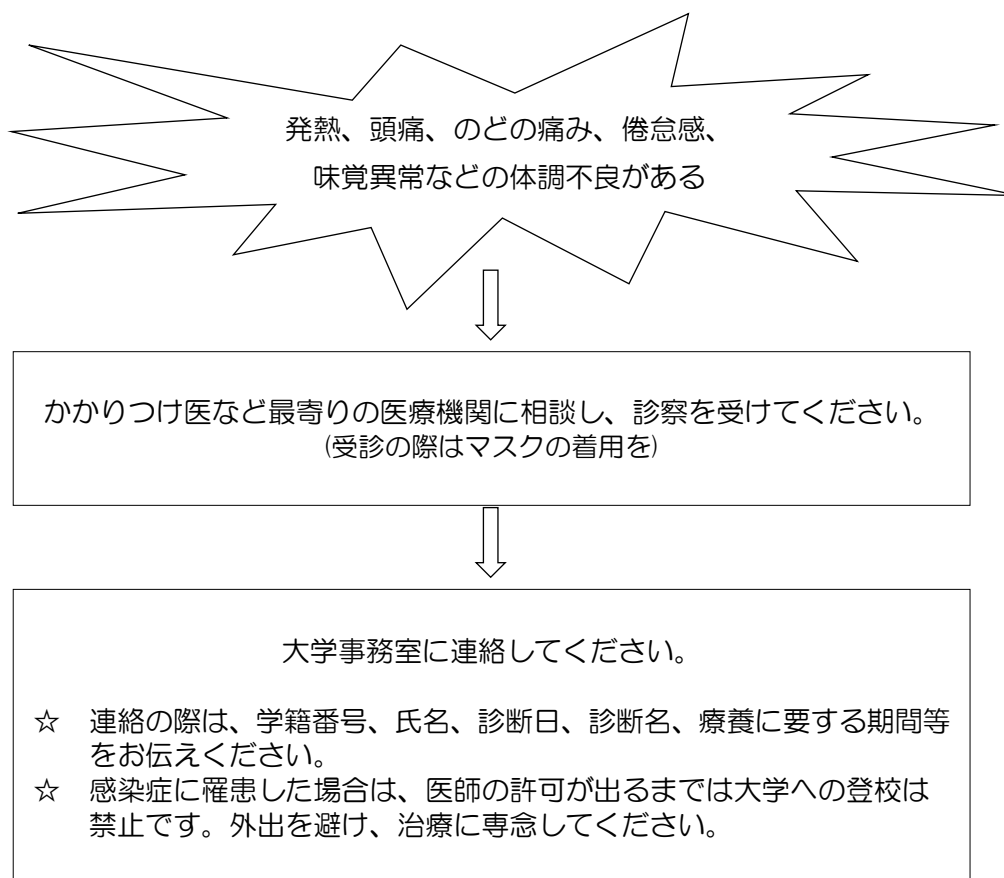 発熱、頭痛、のどの痛み、倦怠感、
味覚異常などの体調不良がある
かかりつけ医など最寄りの医療機関に相談し、診察を受けてください。
(受診の際はマスクの着用を)
大学事務室に連絡してください。
☆　連絡の際は、学籍番号、氏名、診断日、診断名、療養に要する期間等
をお伝えください。
☆　感染症に罹患した場合は、医師の許可が出るまでは大学への登校は
禁止です。外出を避け、治療に専念してください。